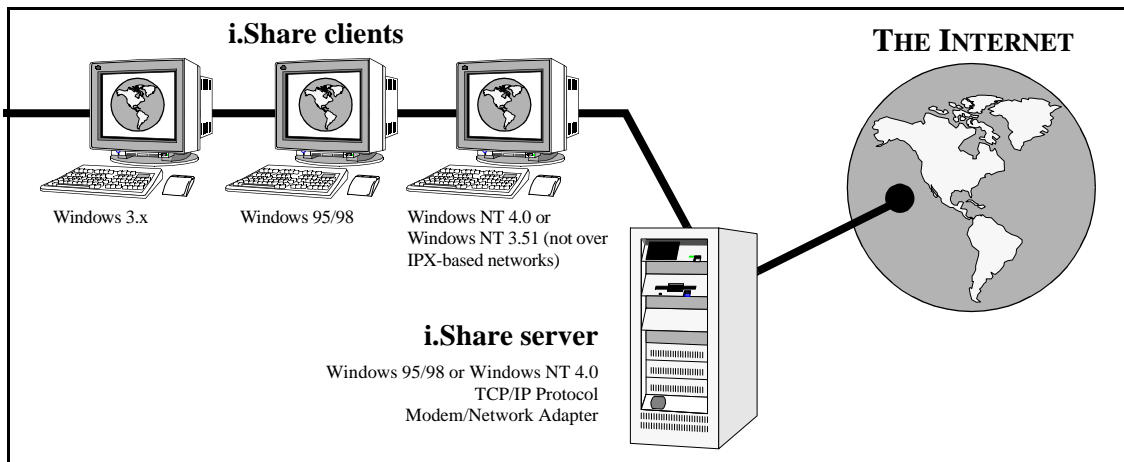 i.Share clients
THE INTERNET
Windows 3.x
Windows 95/98
Windows NT 4.0 or
Windows NT 3.51 (not over
IPX-based networks)
i.Share server
Windows 95/98 or Windows NT 4.0
TCP/IP Protocol
Modem/Network Adapter